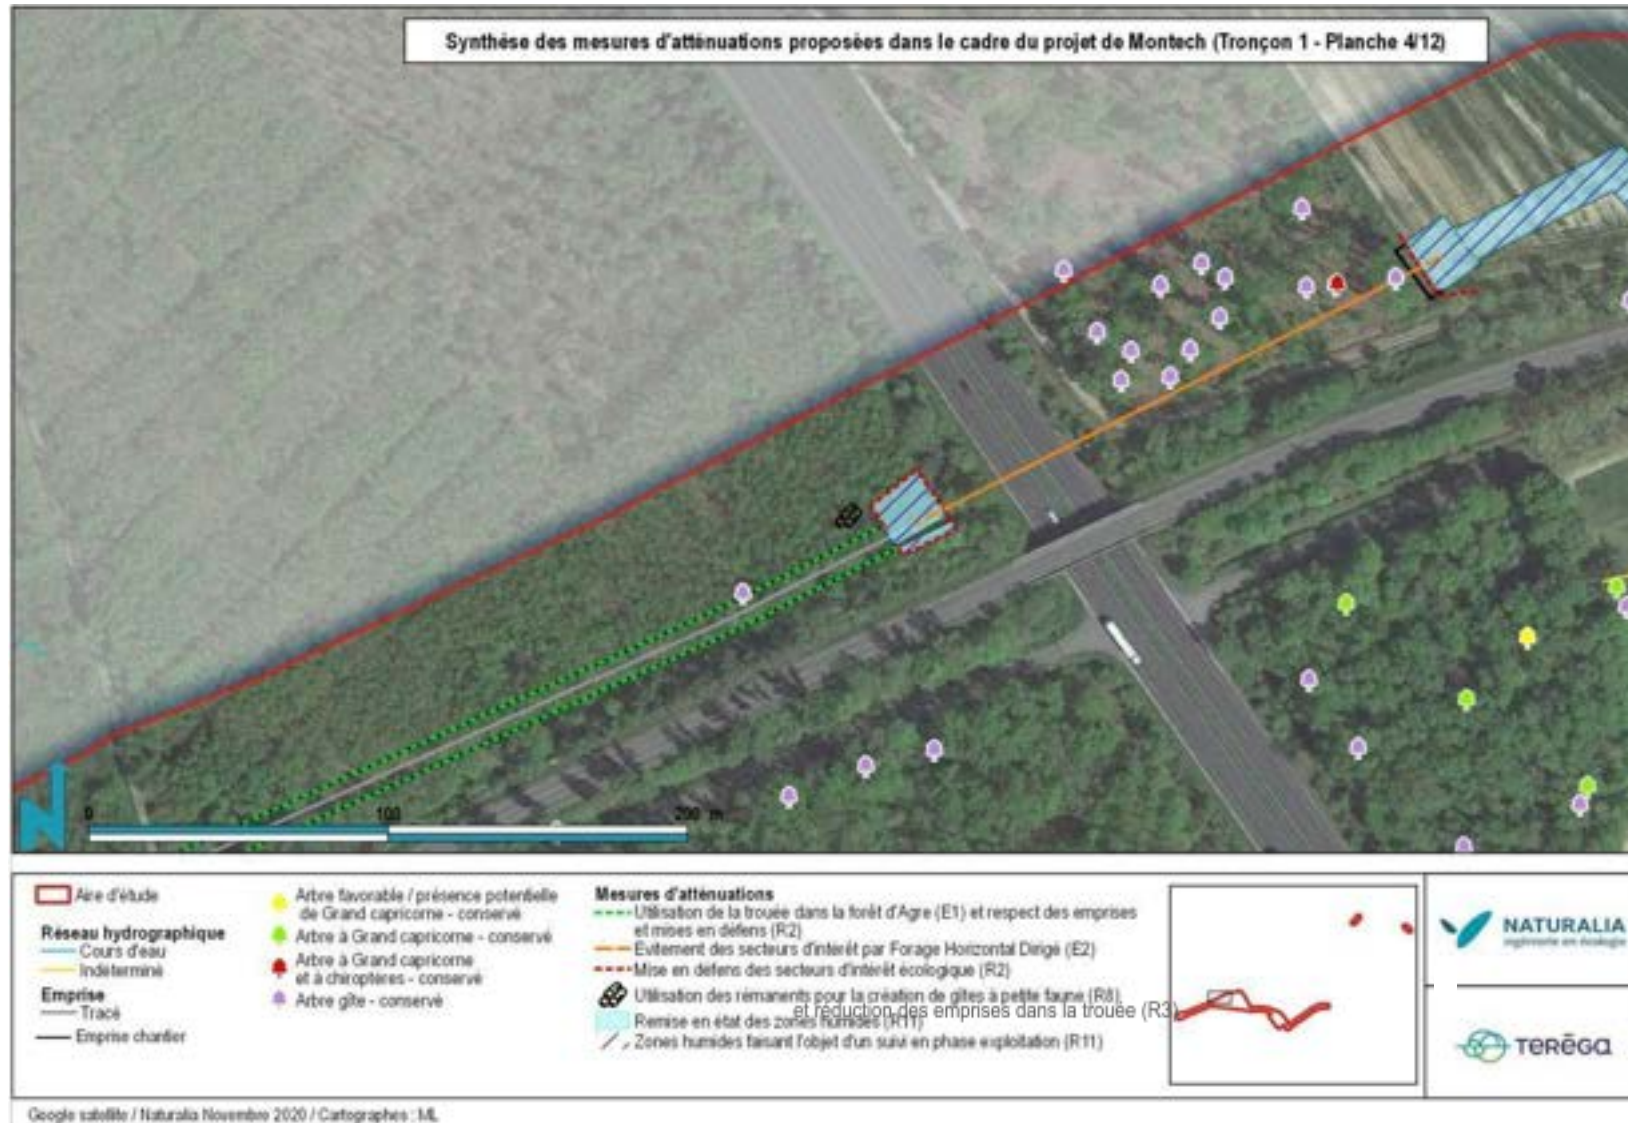 Synthèse des mesures d'atténuations proposées dans le cadre du projet de Montech (Tronçon 1 - Planche 4/12)
0 100 200 m
Aire d'étude
Réseau hydrographique
Cours d'eau
Indéterminé
Emprise
Tracé
Emprise chantier
Arbre favorable / présence potentielle
de Grand capricorne - conservé
Arbre à Grand capricorne - conservé
Arbre à Grand capricorne
et à chiroptères - conservé
Arbre gîte - conservé
Mesures d'atténuations
Utilisation de la trouée dans la forêt d'Agre (E1) et respect des emprises
et mises en défens (R2)
Evitement des secteurs d'intérêt par Forage Horizontal Dirigé (E2)
Mise en défens des secteurs d'intérêt écologique (R2)
Utilisation des rémanents pour la création de gîtes à petite faune (R8)
et réduction des emprises dans la trouée (R3)
Remise en état des zones humides (R11)
Zones humides faisant l'objet d'un suivi en phase exploitation (R11)
NATURALIA
ingénierie en écologie
TERĒGA
Google satellite / Naturalia Novembre 2020 / Cartographes : ML